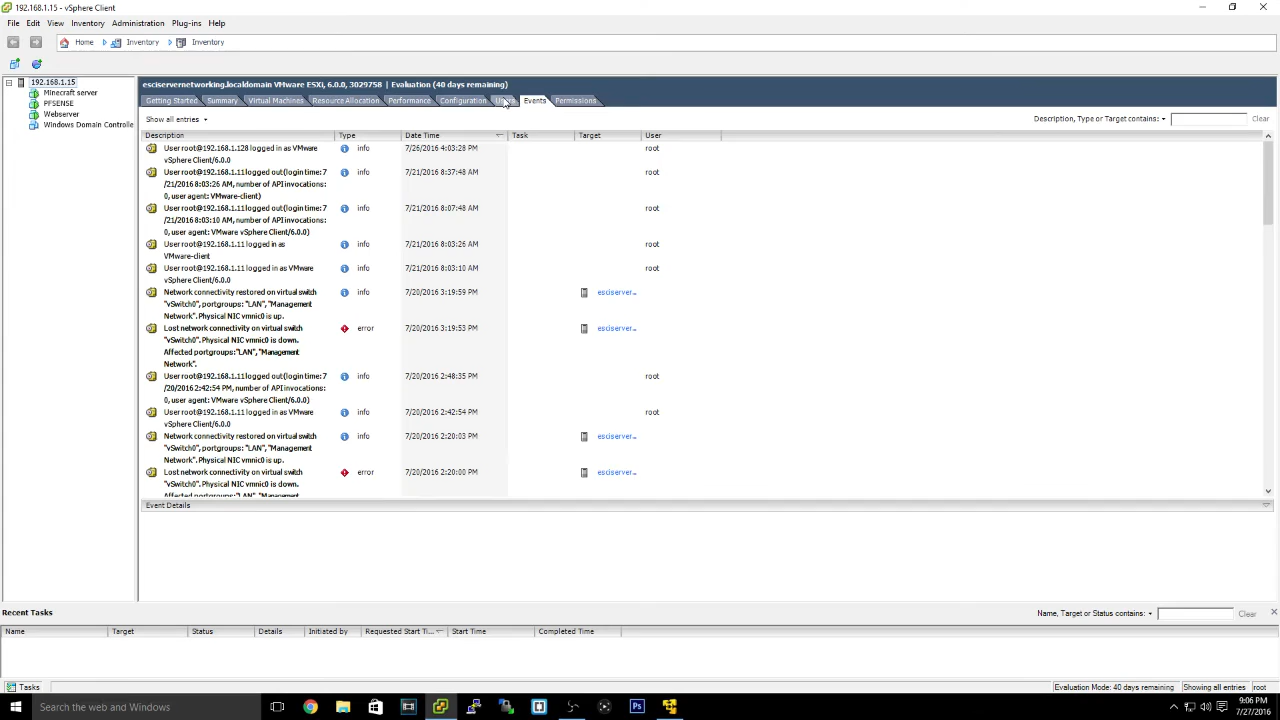 192.168.1.15 - vSphere Client
File Edit View Inventory Administration Plug-ins Help
Home Inventory Inventory
192.168.1.15
Minecraft server
PFSENSE
Webserver
Windows Domain Controlle
esciservernetworking.localdomain VMware ESXi, 6.0.0, 3029758 | Evaluation (40 days remaining)
Getting Started Summary Virtual Machines Resource Allocation Performance Configuration Users Events Permissions
Show all entries Description, Type or Target contains: Clear
Description Type Date Time Task Target User
User root@192.168.1.128 logged in as VMware info 7/26/2016 4:03:28 PM root
vSphere Client/6.0.0
User root@192.168.1.11 logged out (login time: 7 info 7/21/2016 8:37:48 AM root
/21/2016 8:03:26 AM, number of API invocations:
0, user agent: VMware-client)
User root@192.168.1.11 logged out (login time: 7 info 7/21/2016 8:07:48 AM root
/21/2016 8:03:10 AM, number of API invocations:
0, user agent: VMware vSphere Client/6.0.0)
User root@192.168.1.11 logged in as info 7/21/2016 8:03:26 AM root
VMware-client
User root@192.168.1.11 logged in as VMware info 7/21/2016 8:03:10 AM root
vSphere Client/6.0.0
Network connectivity restored on virtual switch info 7/20/2016 3:19:59 PM esciserver...
"vSwitch0", portgroups: "LAN", "Management
Network". Physical NIC vmnic0 is up.
Lost network connectivity on virtual switch error 7/20/2016 3:19:53 PM esciserver...
"vSwitch0". Physical NIC vmnic0 is down.
Affected portgroups:"LAN", "Management
Network".
User root@192.168.1.11 logged out (login time: 7 info 7/20/2016 2:48:35 PM root
/20/2016 2:42:54 PM, number of API invocations:
0, user agent: VMware vSphere Client/6.0.0)
User root@192.168.1.11 logged in as VMware info 7/20/2016 2:42:54 PM root
vSphere Client/6.0.0
Network connectivity restored on virtual switch info 7/20/2016 2:20:03 PM esciserver...
"vSwitch0", portgroups: "LAN", "Management
Network". Physical NIC vmnic0 is up.
Lost network connectivity on virtual switch error 7/20/2016 2:20:00 PM esciserver...
"vSwitch0". Physical NIC vmnic0 is down.
Affected portgroups:"LAN", "Management
Event Details
Recent Tasks Name, Target or Status contains: Clear
Name Target Status Details Initiated by Requested Start Ti... Start Time Completed Time
Tasks Evaluation Mode: 40 days remaining Showing all entries root
Search the web and Windows Ps 9:06 PM
7/27/2016